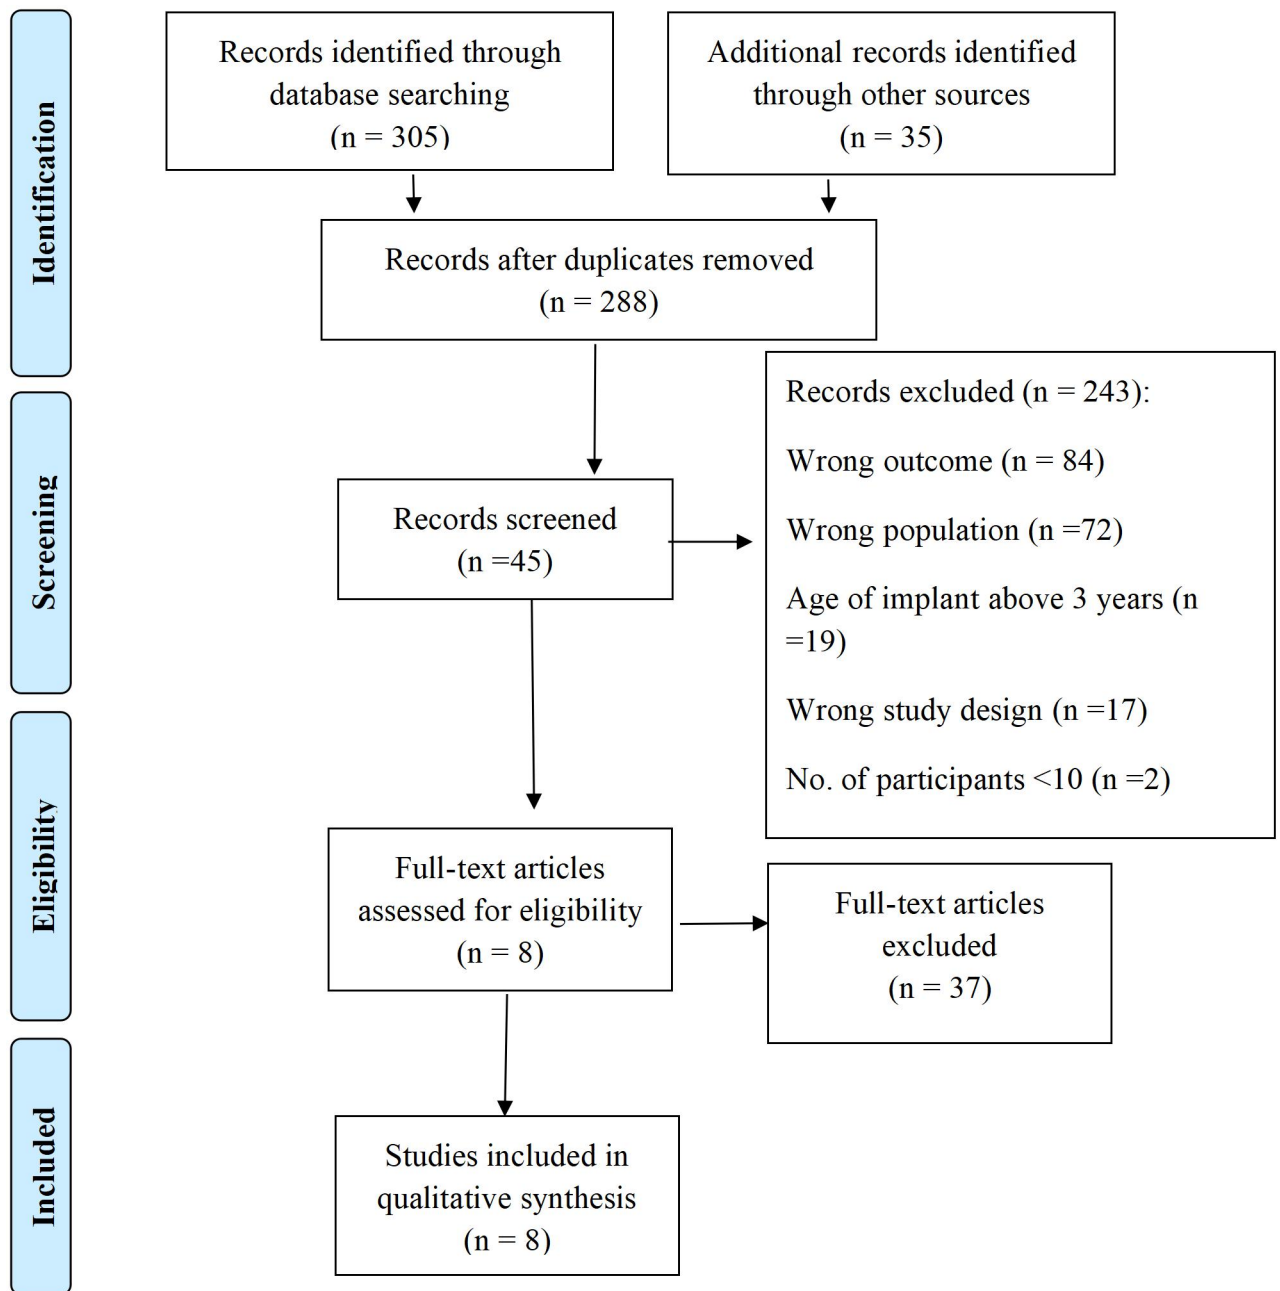 Identification
Records identified through
database searching
(n = 305)
Additional records identified
through other sources
(n = 35)
Records after duplicates removed
(n = 288)
Screening
Records screened
(n =45)
Records excluded (n = 243):
Wrong outcome (n = 84)
Wrong population (n =72)
Age of implant above 3 years (n
=19)
Wrong study design (n =17)
No. of participants <10 (n =2)
Eligibility
Full-text articles
assessed for eligibility
(n = 8)
Full-text articles
excluded
(n = 37)
Included
Studies included in
qualitative synthesis
(n = 8)